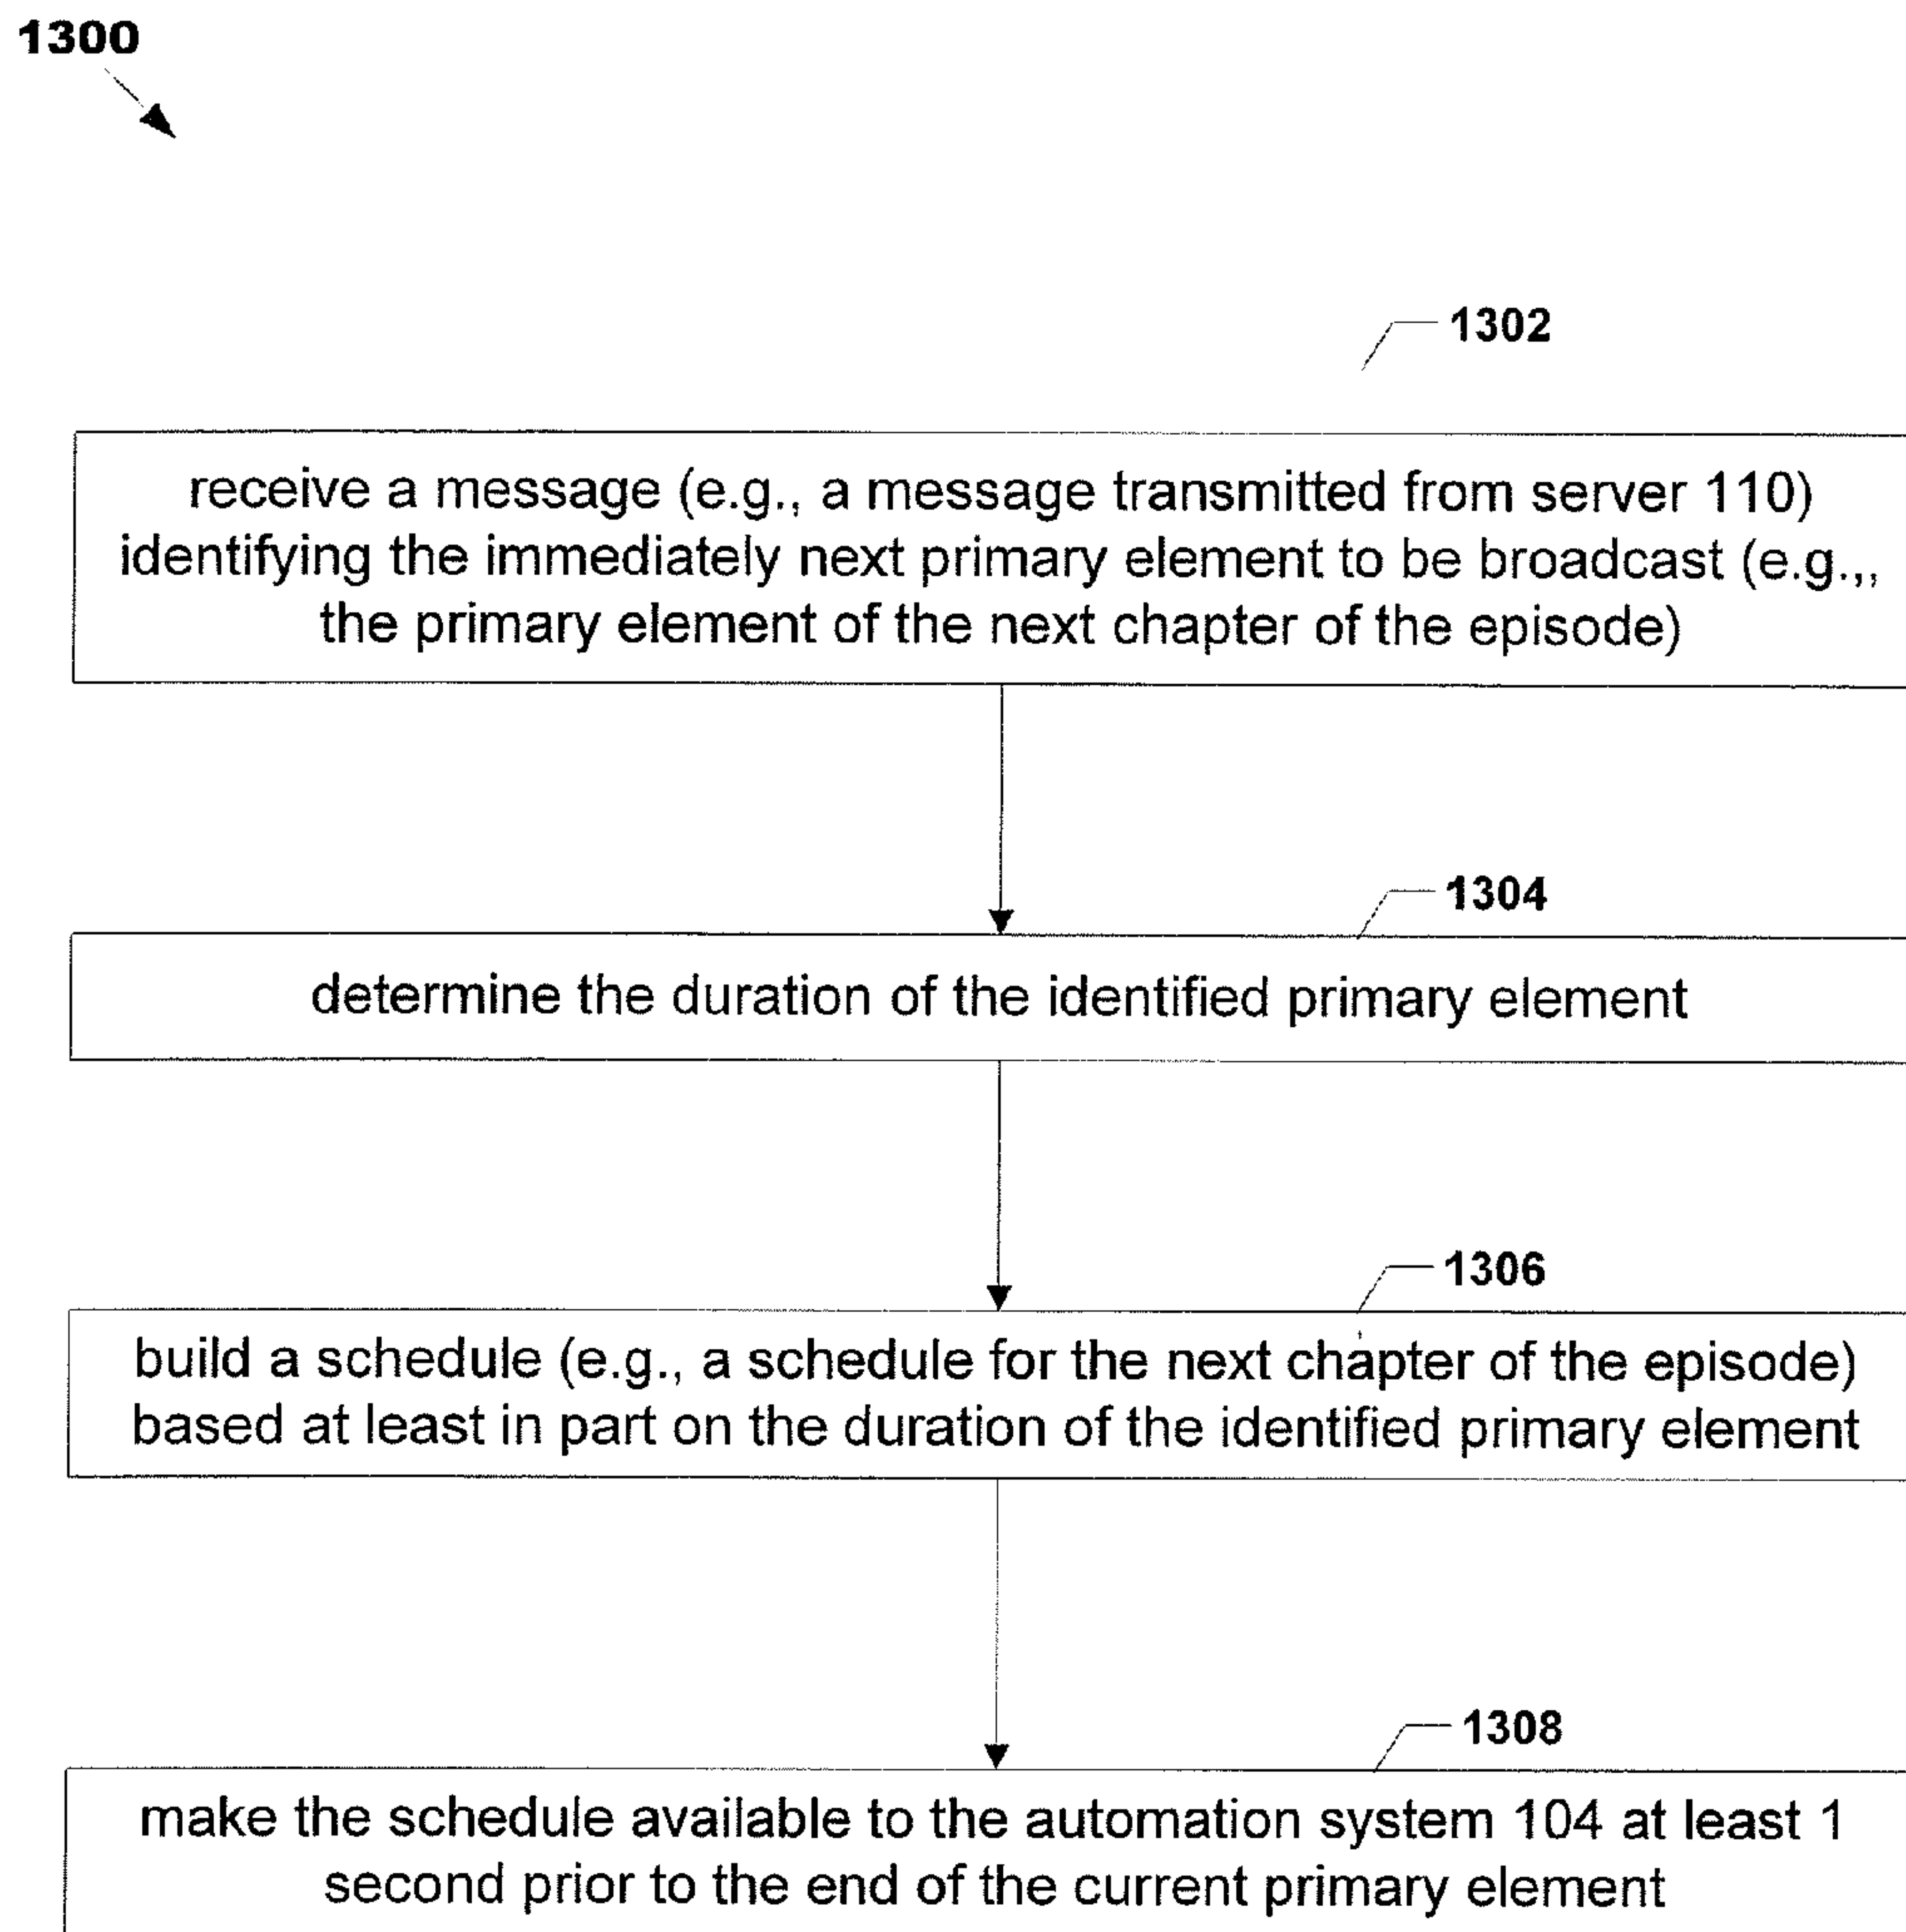 1300
1302
receive a message (e.g., a message transmitted from server 110)
identifying the immediately next primary element to be broadcast (e.g.,,
the primary element of the next chapter of the episode)
1304
determine the duration of the identified primary element
1306
build a schedule (e.g., a schedule for the next chapter of the episode)
based at least in part on the duration of the identified primary element
1308
make the schedule available to the automation system 104 at least 1
second prior to the end of the current primary element